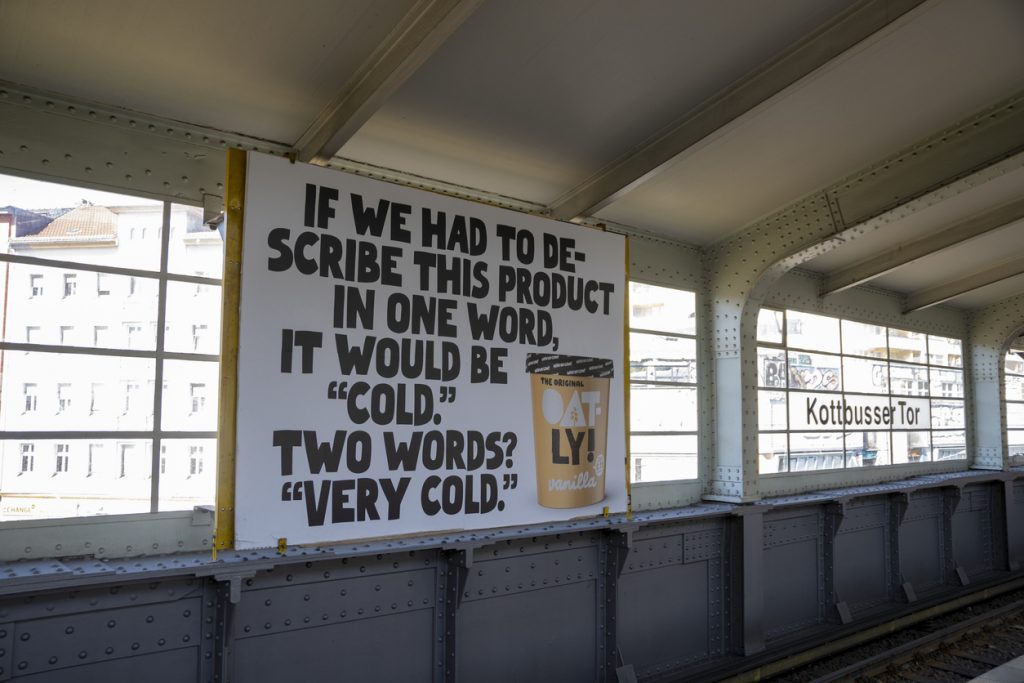 IF WE HAD TO DE-
SCRIBE THIS PRODUCT
IN ONE WORD,
IT WOULD BE
“COLD.”
TWO WORDS?
“VERY COLD.”
THE ORIGINAL
OAT-
LY!
vanilla
Kottbusser Tor